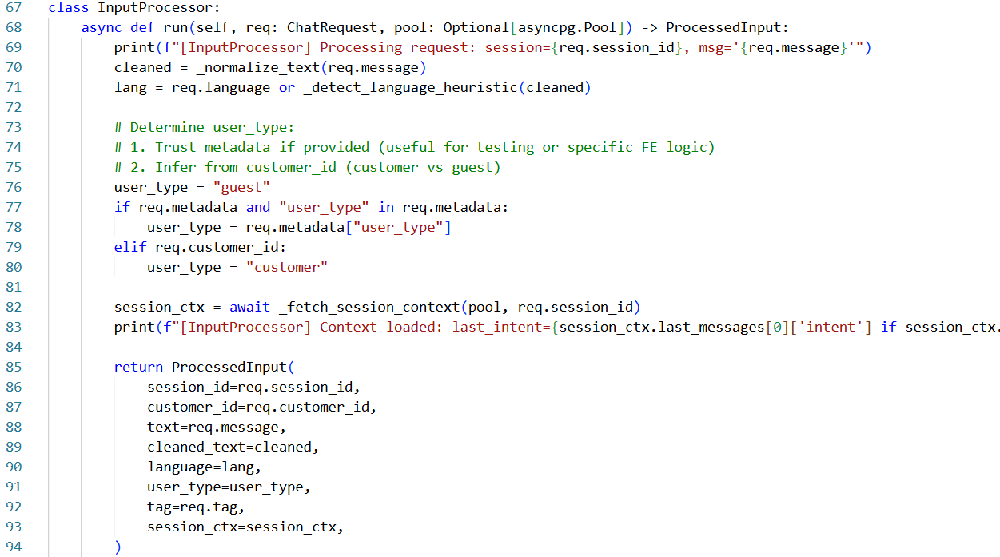 67 class InputProcessor:
68 async def run(self, req: ChatRequest, pool: Optional[asyncpg.Pool]) -> ProcessedInput:
69 print(f"[InputProcessor] Processing request: session={req.session_id}, msg='{req.message}'")
70 cleaned = _normalize_text(req.message)
71 lang = req.language or _detect_language_heuristic(cleaned)
72
73 # Determine user_type:
74 # 1. Trust metadata if provided (useful for testing or specific FE logic)
75 # 2. Infer from customer_id (customer vs guest)
76 user_type = "guest"
77 if req.metadata and "user_type" in req.metadata:
78 user_type = req.metadata["user_type"]
79 elif req.customer_id:
80 user_type = "customer"
81
82 session_ctx = await _fetch_session_context(pool, req.session_id)
83 print(f"[InputProcessor] Context loaded: last_intent={session_ctx.last_messages[0]['intent'] if session_ctx.
84
85 return ProcessedInput(
86 session_id=req.session_id,
87 customer_id=req.customer_id,
88 text=req.message,
89 cleaned_text=cleaned,
90 language=lang,
91 user_type=user_type,
92 tag=req.tag,
93 session_ctx=session_ctx,
94 )